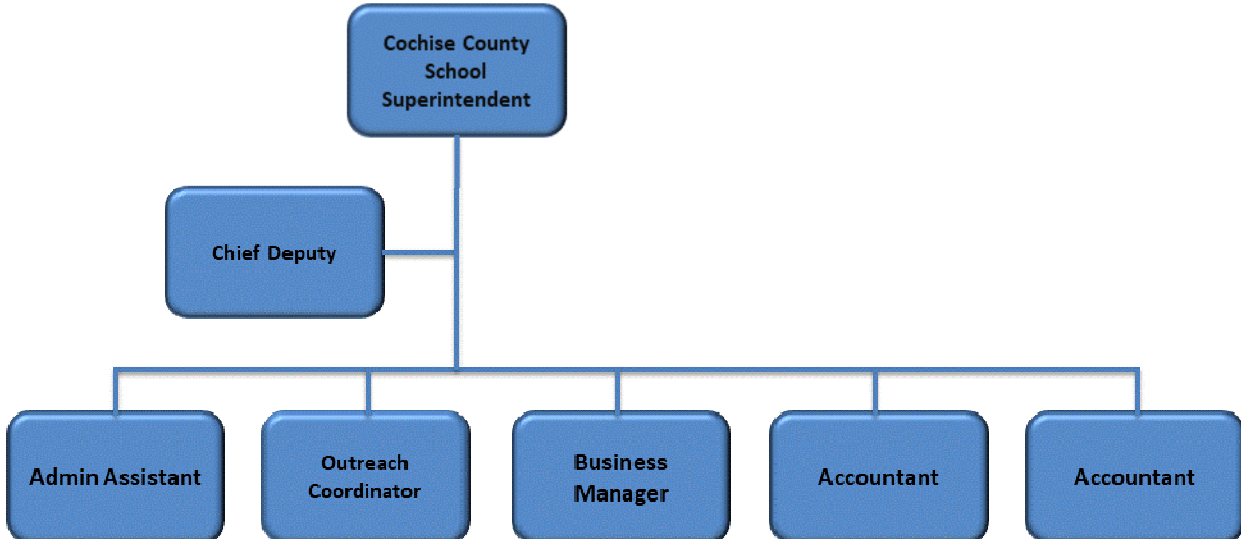 Cochise County
School
Superintendent
Chief Deputy
Admin Assistant
Outreach
Coordinator
Business
Manager
Accountant
Accountant